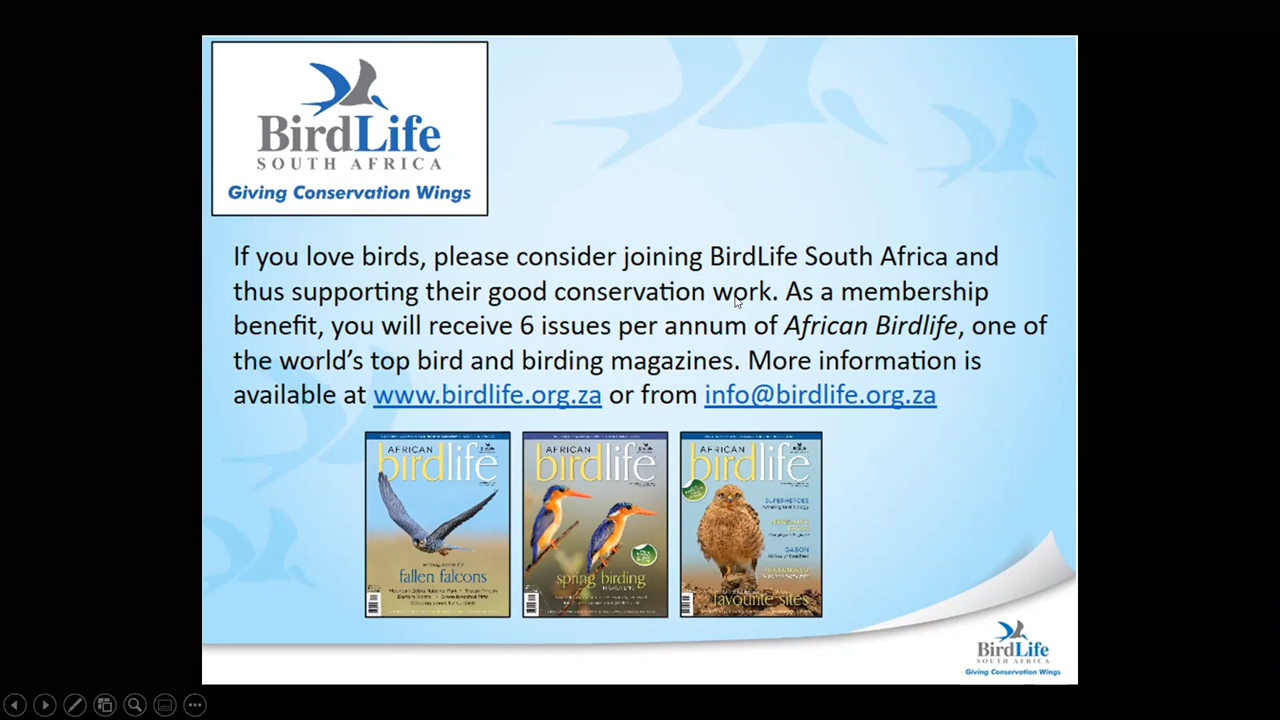 BirdLife
SOUTH AFRICA
Giving Conservation Wings
If you love birds, please consider joining BirdLife South Africa and
thus supporting their good conservation work. As a membership
benefit, you will receive 6 issues per annum of African Birdlife, one of
the world's top bird and birding magazines. More information is
available at www.birdlife.org.za or from info@birdlife.org.za
AFRICAN
birdlife
fallen falcons
AFRICAN
birdlife
spring birding
AFRICAN
birdlife
SUPERHEROES
GABON
favourite sites
BirdLife
SOUTH AFRICA
Giving Conservation Wings